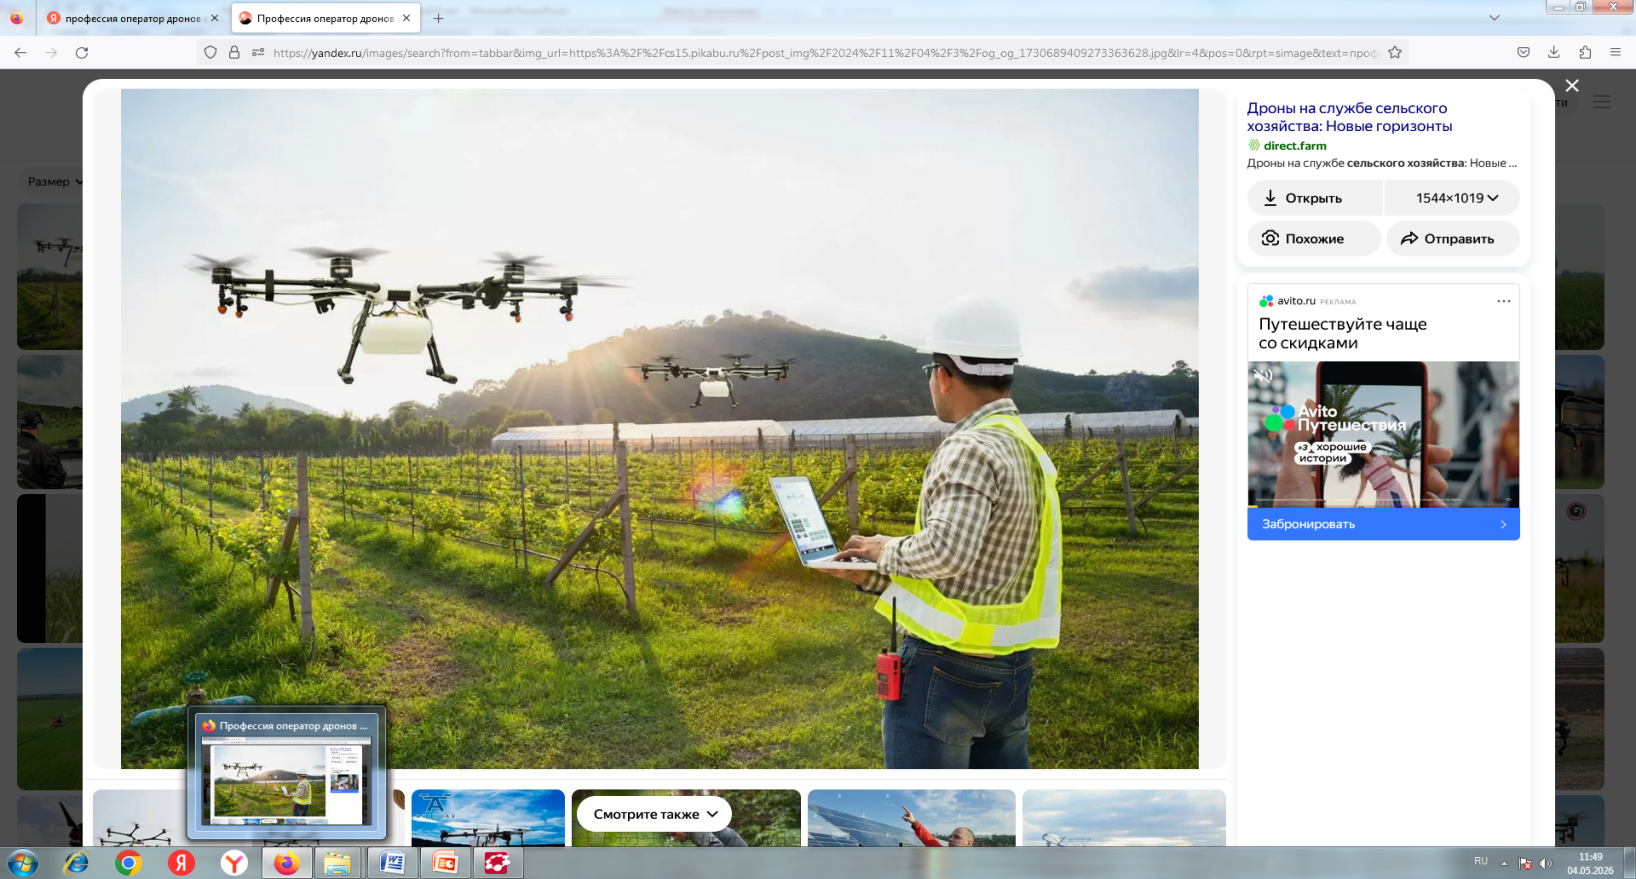 профессия оператор дронов с
Профессия оператор дронов
https://yandex.ru/images/search?from=tabbar&img_url=https%3A%2F%2Fcs15.pikabu.ru%2Fpost_img%2F2024%2F11%2F04%2F3%2Fog_og_1730689409273363628.jpg&lr=4&pos=0&rpt=simage&text=проф
Размер
ти
Дроны на службе сельского
хозяйства: Новые горизонты
direct.farm
Дроны на службе сельского хозяйства: Новые ...
Открыть
1544×1019
Похожие
Отправить
avito.ru РЕКЛАМА
Путешествуйте чаще
со скидками
Avito
Путешествия
+3 хорошие
истории
Забронировать
Профессия оператор дронов ...
Смотрите также
RU
11:49
04.05.2026